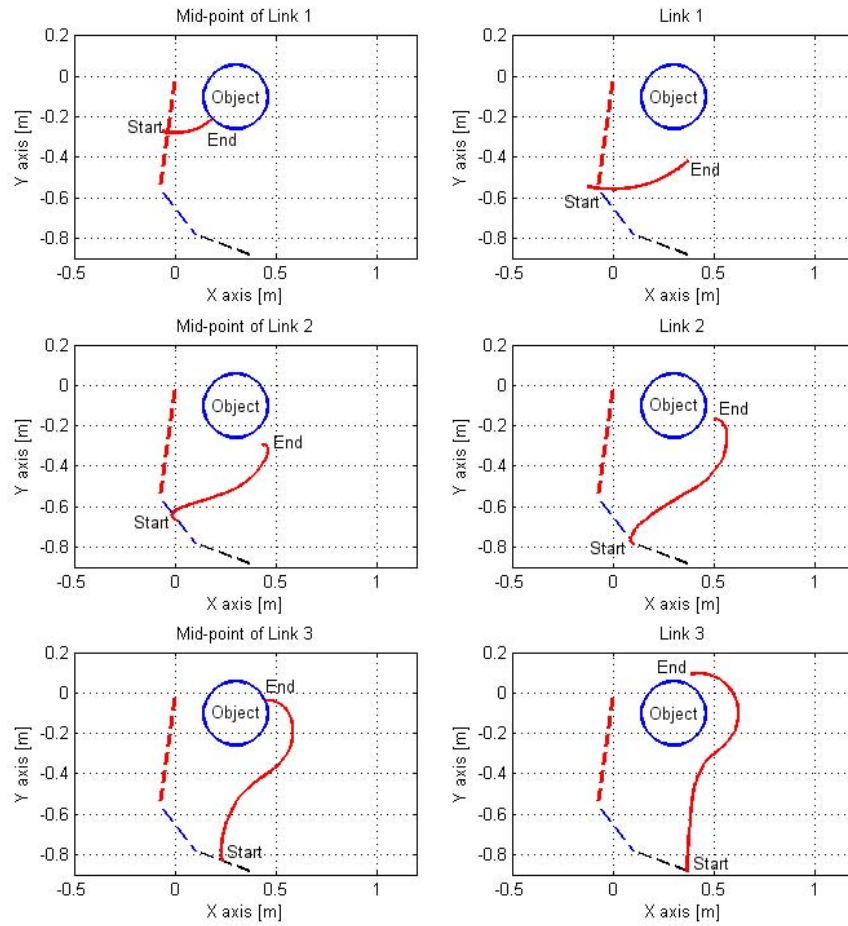 Mid-point of Link 1
0.2
0
-0.2
-0.4
-0.6
-0.8
Y axis [m]
Object
Start
End
-0.5
0
0.5
1
X axis [m]
Link 1
0.2
0
-0.2
-0.4
-0.6
-0.8
Y axis [m]
Object
End
Start
-0.5
0
0.5
1
X axis [m]
Mid-point of Link 2
0.2
0
-0.2
-0.4
-0.6
-0.8
Y axis [m]
Object
End
Start
-0.5
0
0.5
1
X axis [m]
Link 2
0.2
0
-0.2
-0.4
-0.6
-0.8
Y axis [m]
Object
End
Start
-0.5
0
0.5
1
X axis [m]
Mid-point of Link 3
0.2
0
-0.2
-0.4
-0.6
-0.8
Y axis [m]
End
Object
Start
-0.5
0
0.5
1
X axis [m]
Link 3
0.2
0
-0.2
-0.4
-0.6
-0.8
Y axis [m]
End
Object
Start
-0.5
0
0.5
1
X axis [m]